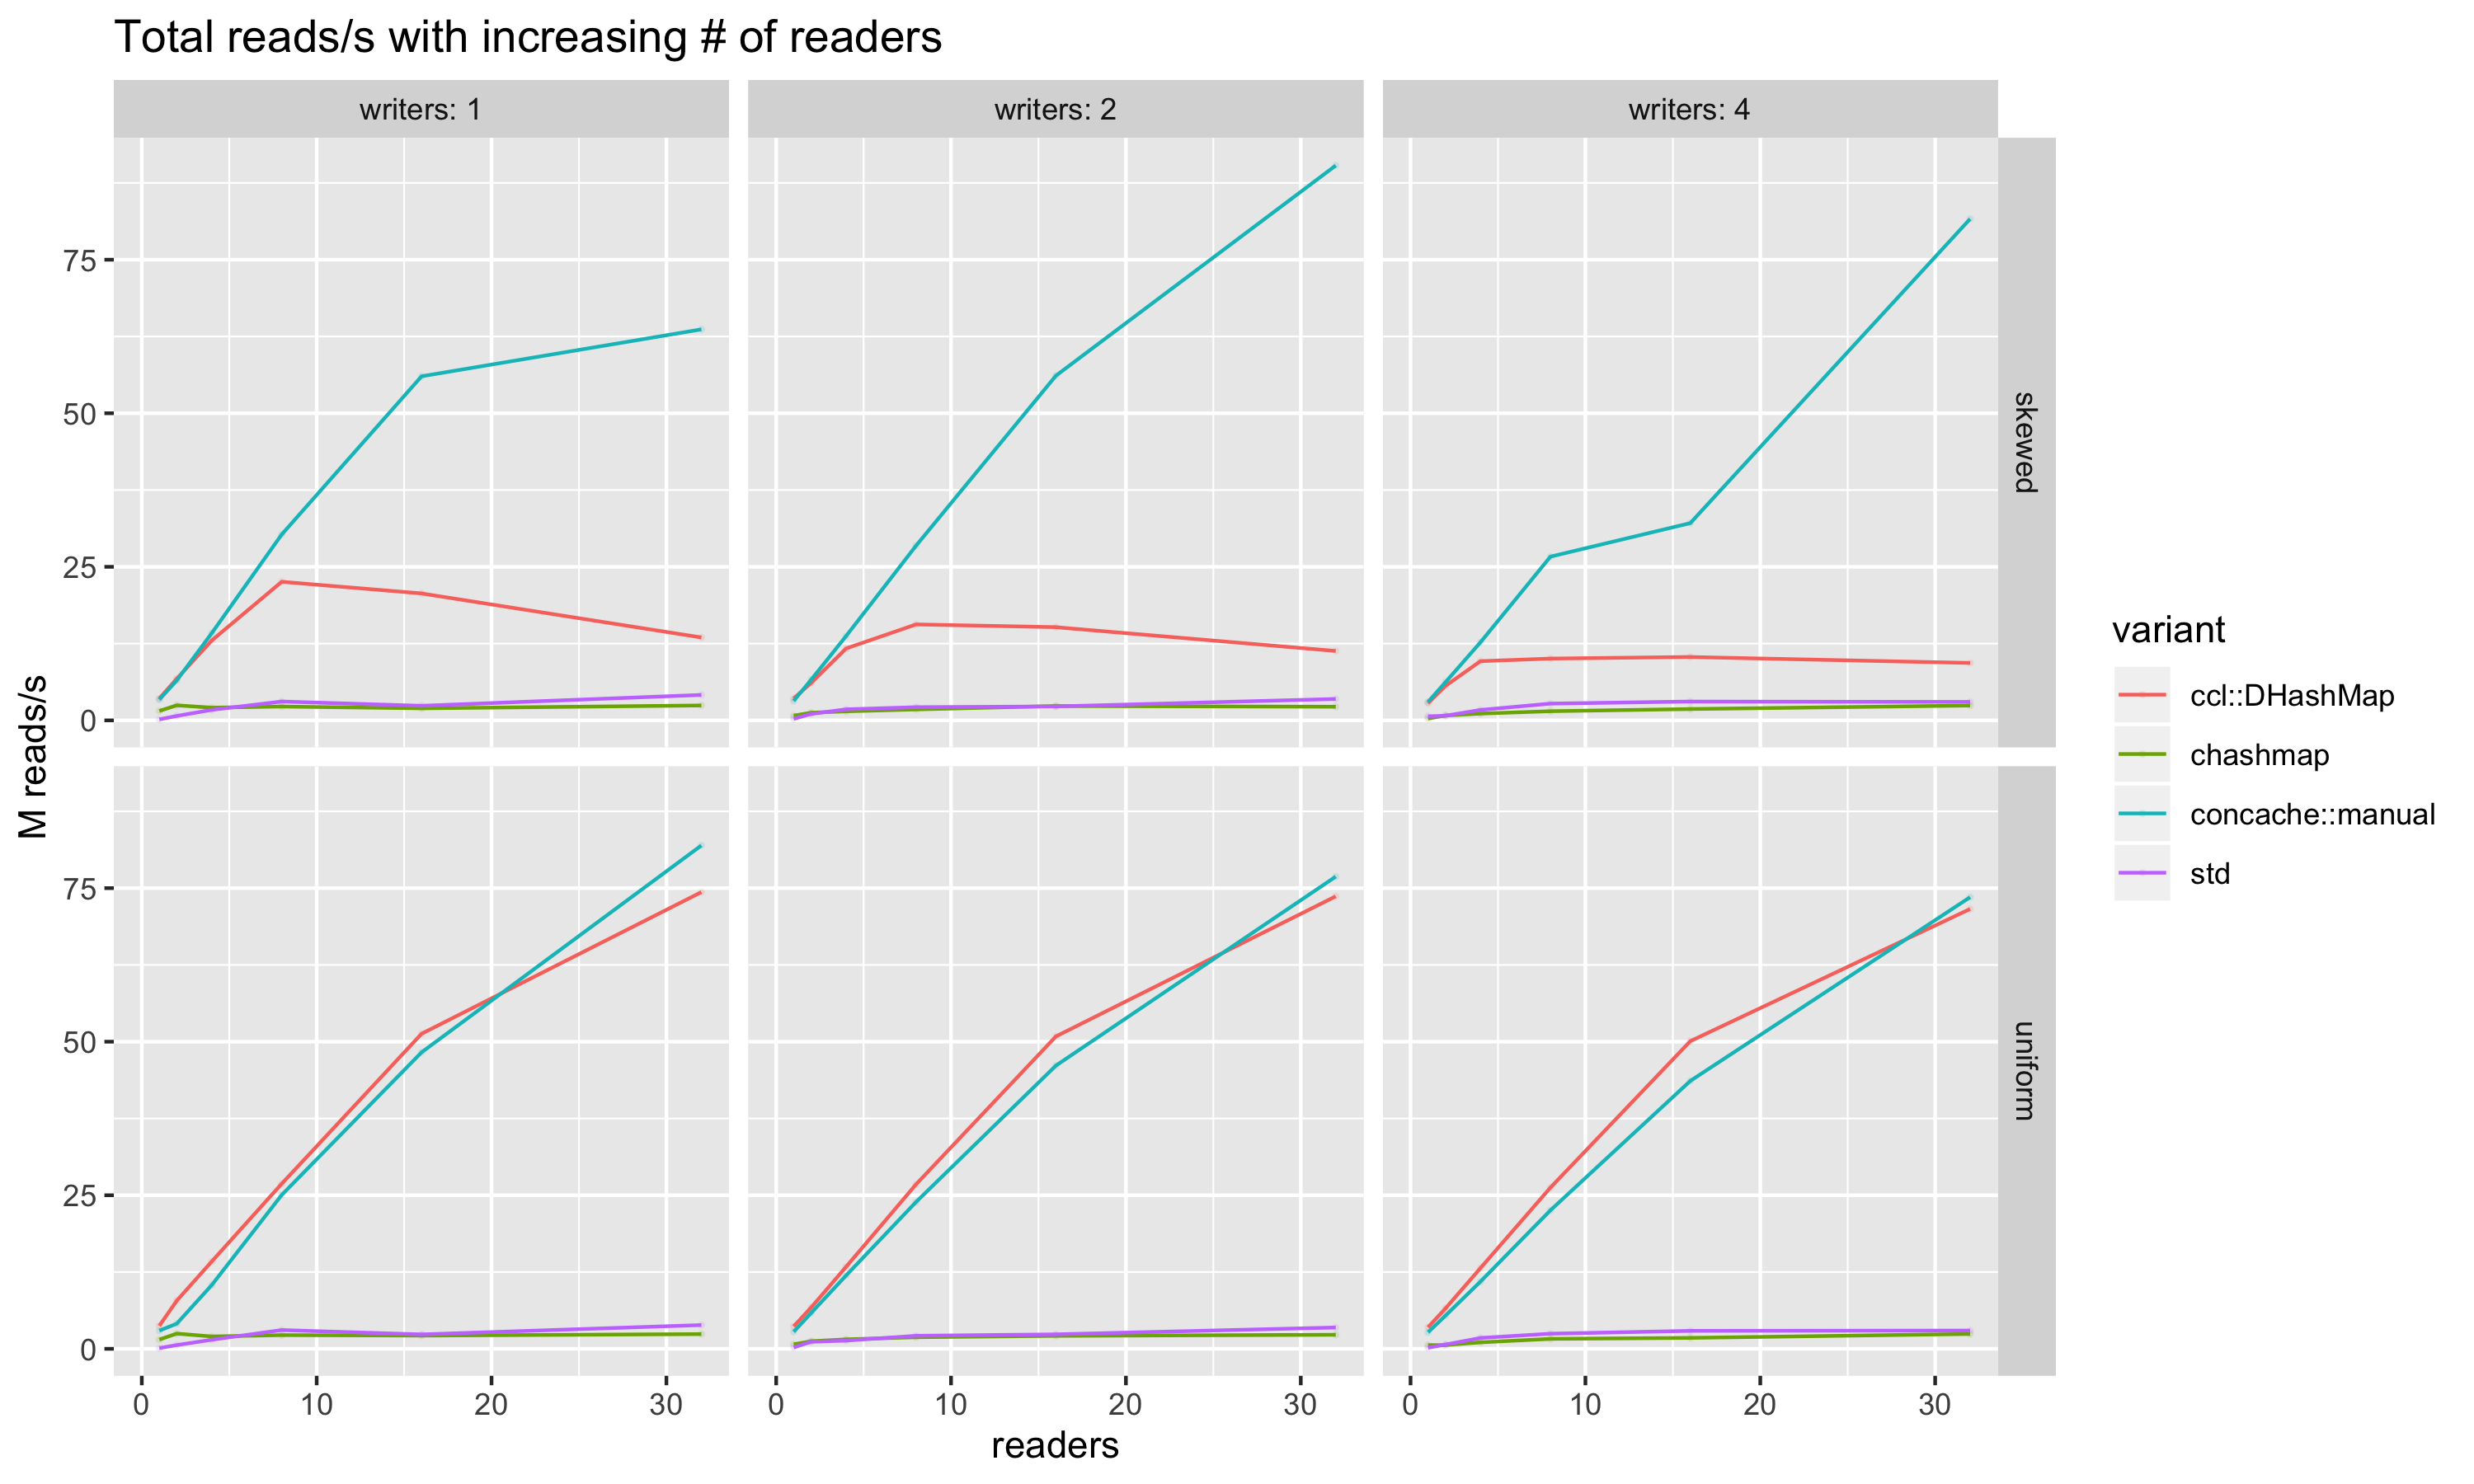 Total reads/s with increasing # of readers
writers: 1
writers: 2
writers: 4
75
50
25
0
skewed
75
50
25
0
uniform
M reads/s
0 10 20 30
0 10 20 30
0 10 20 30
readers
variant
ccl::DHashMap
chashmap
concache::manual
std